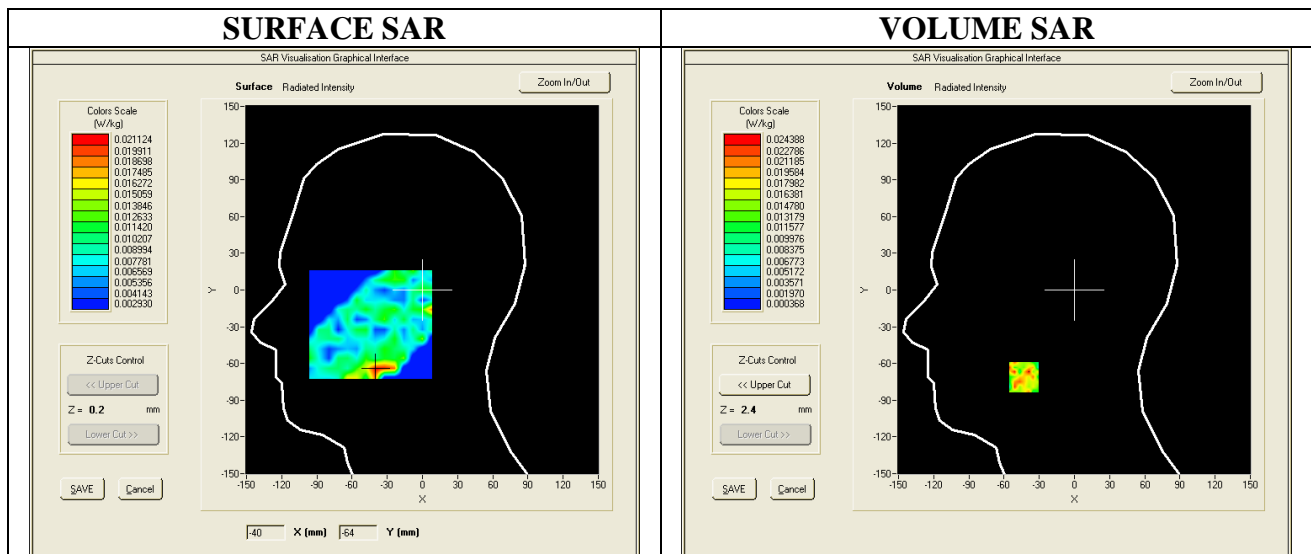 SURFACE SAR
SAR Visualisation Graphical Interface
Surface Radiated Intensity
Zoom In/Out
Colors Scale
(W/kg)
0.021124
0.019911
0.018698
0.017485
0.016272
0.015059
0.013846
0.012633
0.011420
0.010207
0.008994
0.007781
0.006569
0.005356
0.004143
0.002930
Z-Cuts Control
<< Upper Cut
Z = 0.2 mm
Lower Cut >>
SAVE Cancel
150
120
90
60
30
0
-30
-60
-90
-120
-150
Y
-150 -120 -90 -60 -30 0 30 60 90 120 150
X
-40 X (mm) -64 Y (mm)
VOLUME SAR
SAR Visualisation Graphical Interface
Volume Radiated Intensity
Zoom In/Out
Colors Scale
(W/kg)
0.024388
0.022786
0.021185
0.019584
0.017982
0.016381
0.014780
0.013179
0.011577
0.009976
0.008375
0.006773
0.005172
0.003571
0.001970
0.000368
Z-Cuts Control
<< Upper Cut
Z = 2.4 mm
Lower Cut >>
SAVE Cancel
150
120
90
60
30
0
-30
-60
-90
-120
-150
Y
-150 -120 -90 -60 -30 0 30 60 90 120 150
X